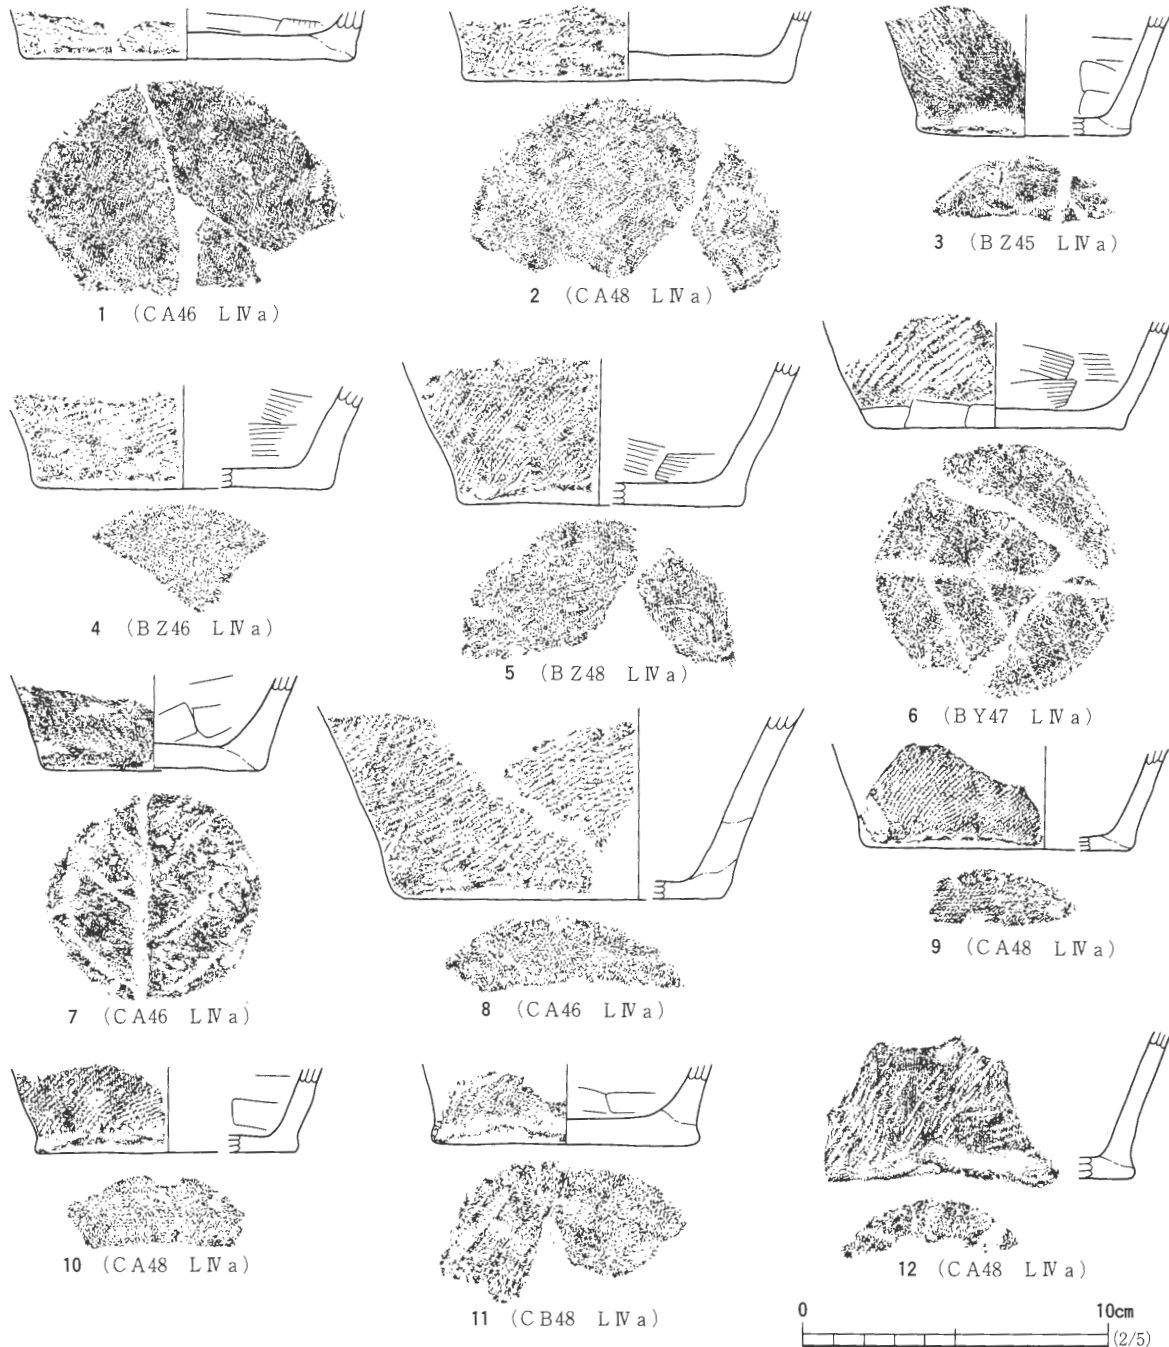 1 (CA46 LⅣa)
2 (CA48 LⅣa)
3 (BZ45 LⅣa)
4 (BZ46 LⅣa)
5 (BZ48 LⅣa)
6 (BY47 LⅣa)
7 (CA46 LⅣa)
8 (CA46 LⅣa)
9 (CA48 LⅣa)
10 (CA48 LⅣa)
11 (CB48 LⅣa)
12 (CA48 LⅣa)
0 10cm
(2/5)